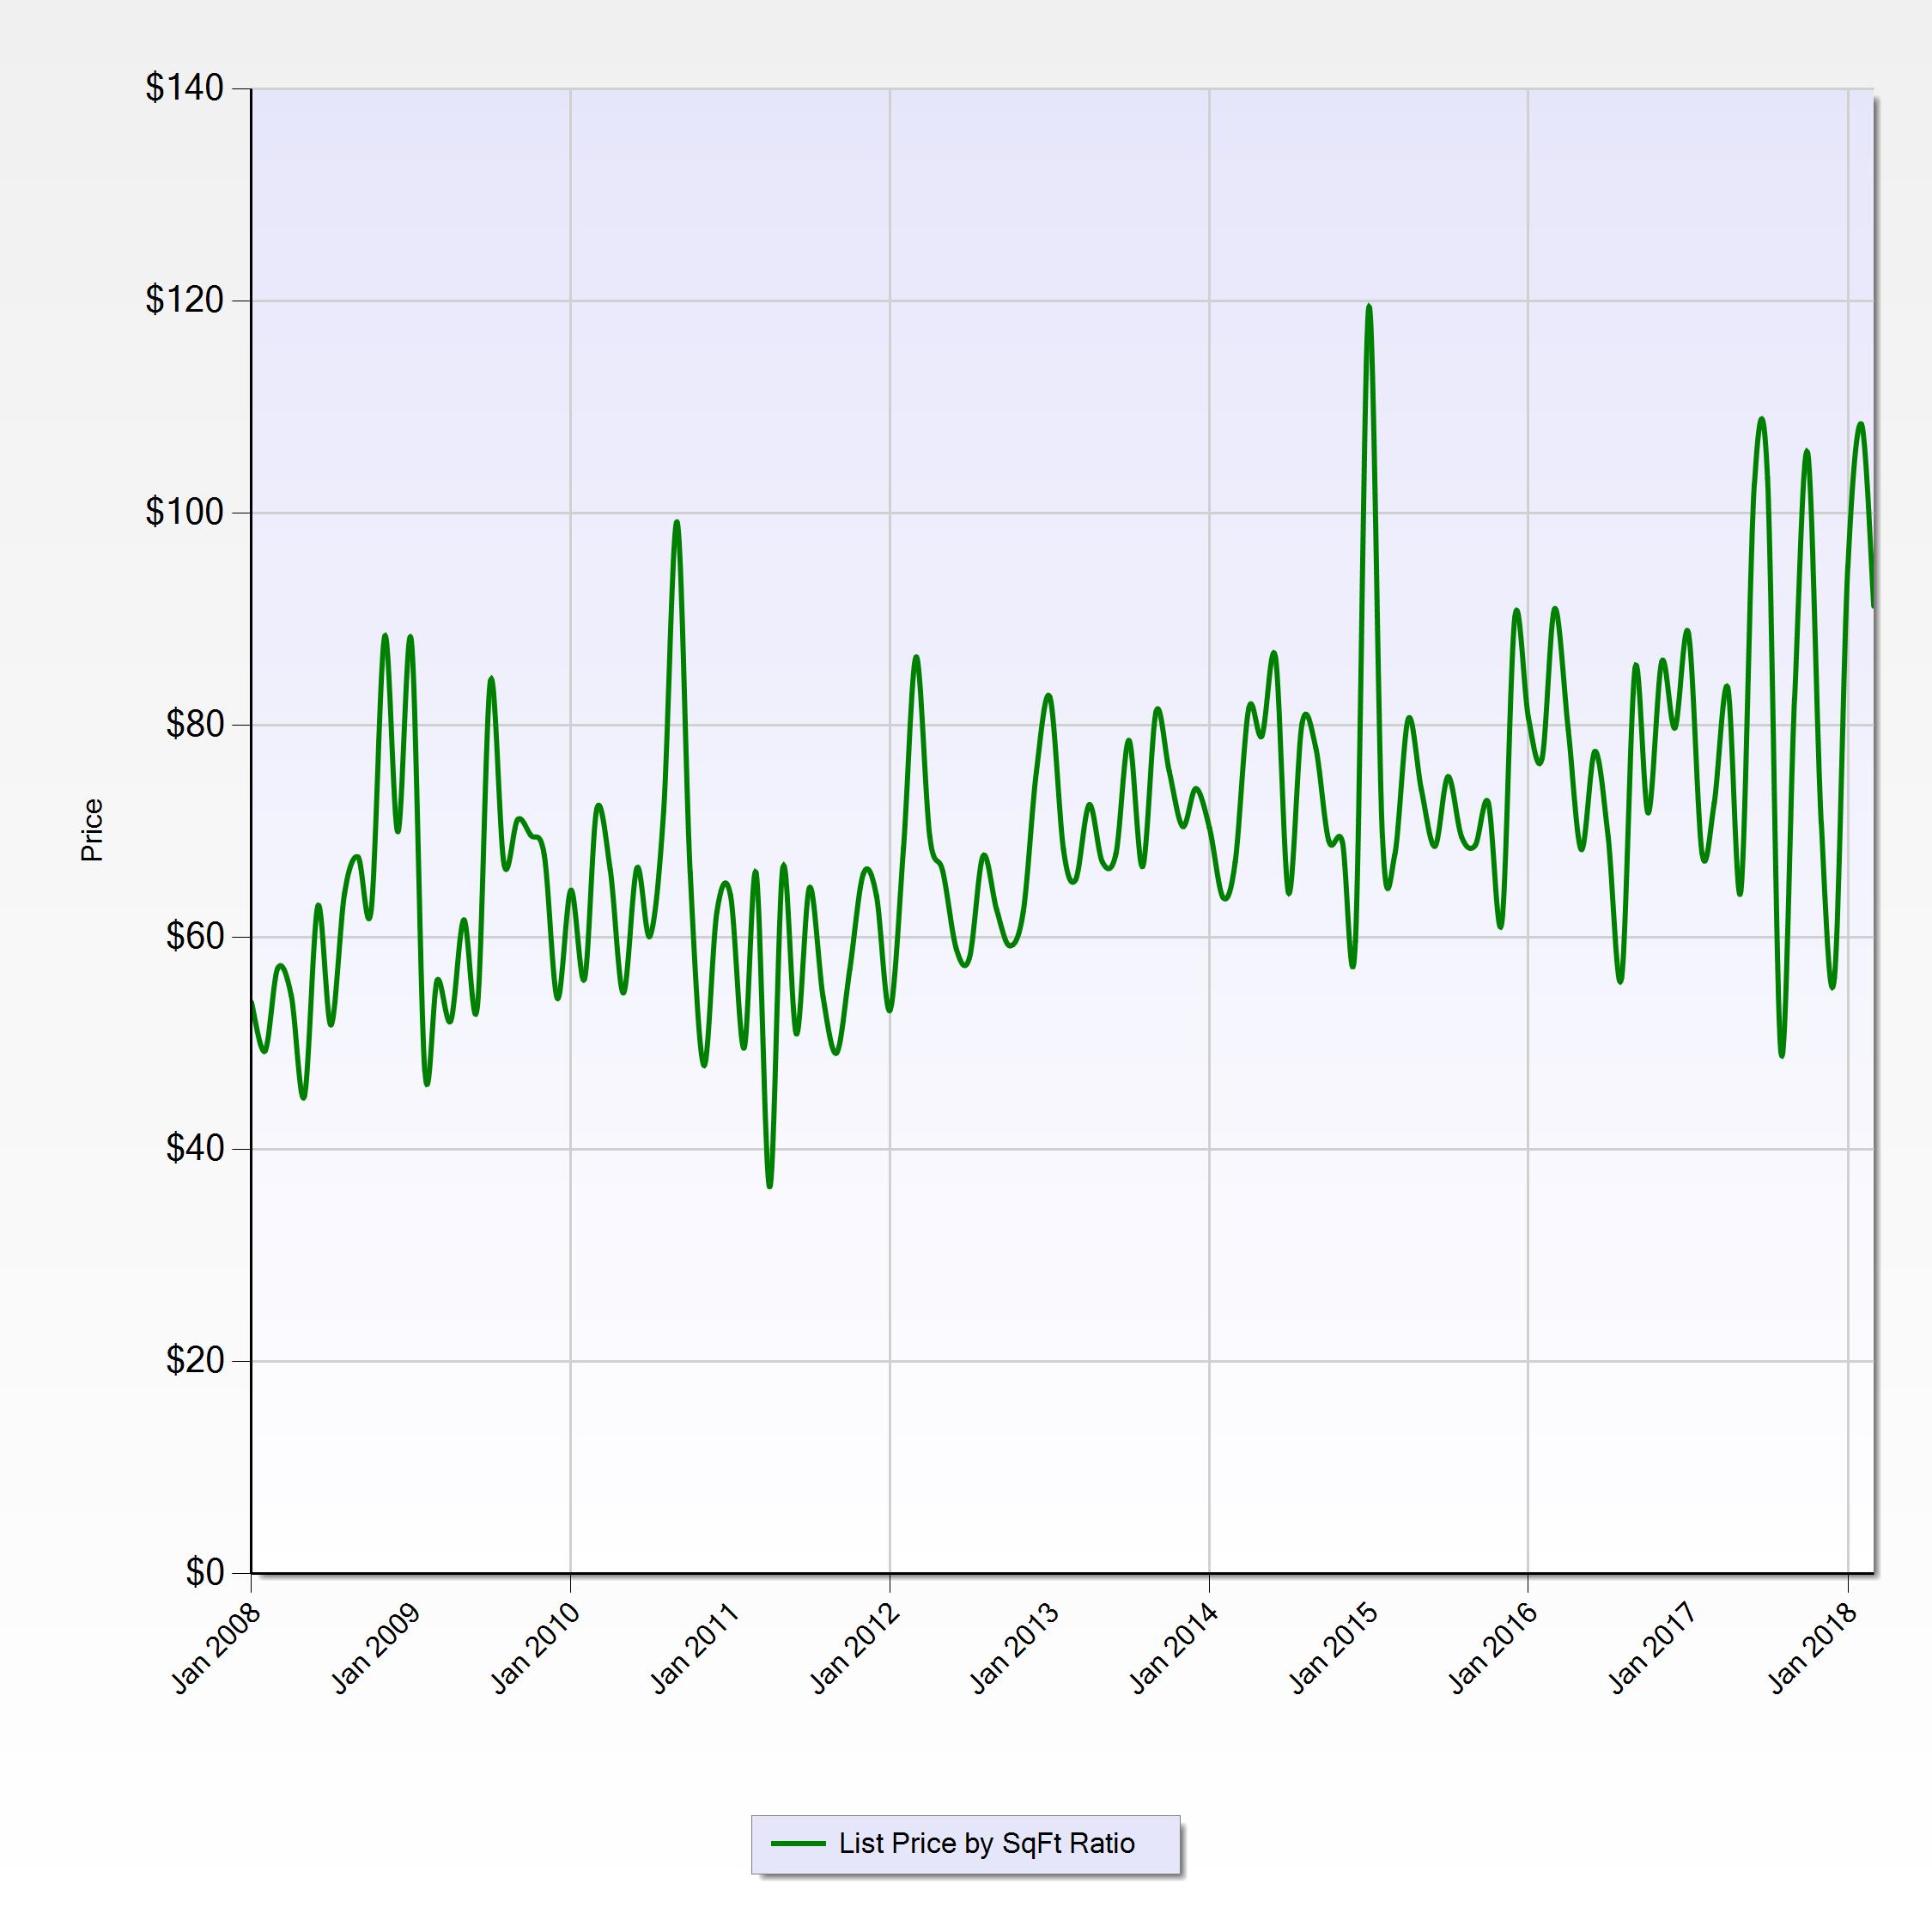 $140
$120
$100
$80
$60
$40
$20
$0
Price
Jan 2008
Jan 2009
Jan 2010
Jan 2011
Jan 2012
Jan 2013
Jan 2014
Jan 2015
Jan 2016
Jan 2017
Jan 2018
List Price by SqFt Ratio